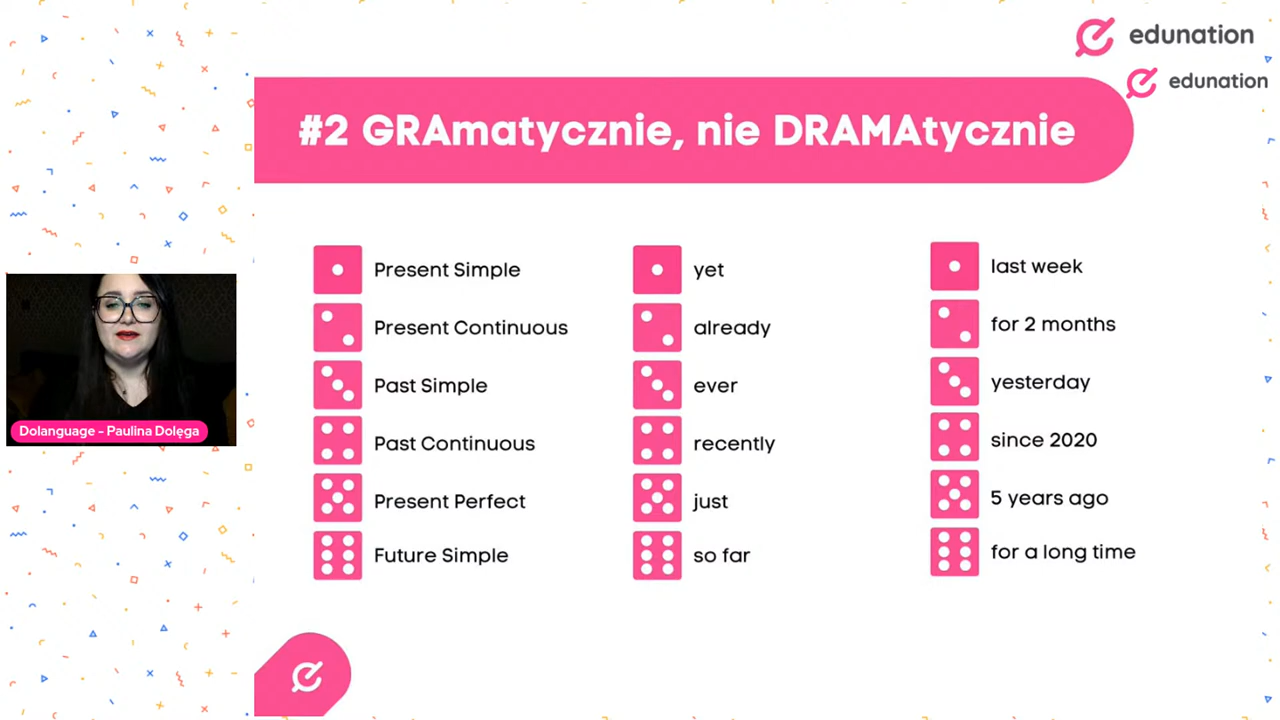 edunation
edunation
#2 GRAmatycznie, nie DRAMAtycznie
Present Simple
Present Continuous
Past Simple
Past Continuous
Present Perfect
Future Simple
yet
already
ever
recently
just
so far
last week
for 2 months
yesterday
since 2020
5 years ago
for a long time
Dolanguage - Paulina Dolęga